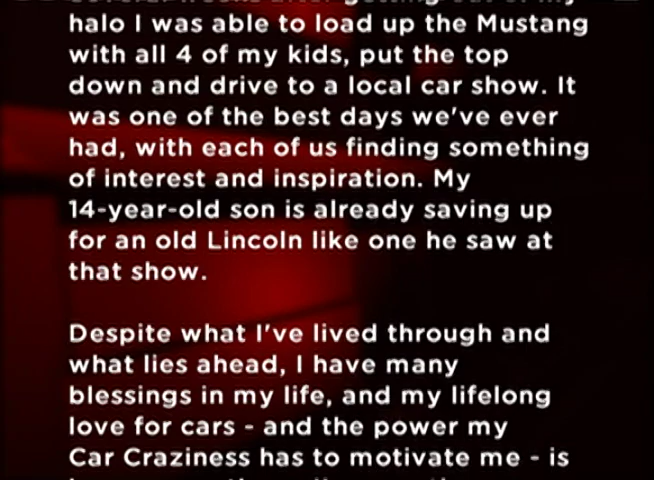 halo I was able to load up the Mustang
with all 4 of my kids, put the top
down and drive to a local car show. It
was one of the best days we've ever
had, with each of us finding something
of interest and inspiration. My
14-year-old son is already saving up
for an old Lincoln like one he saw at
that show.
Despite what I've lived through and
what lies ahead, I have many
blessings in my life, and my lifelong
love for cars - and the power my
Car Craziness has to motivate me - is